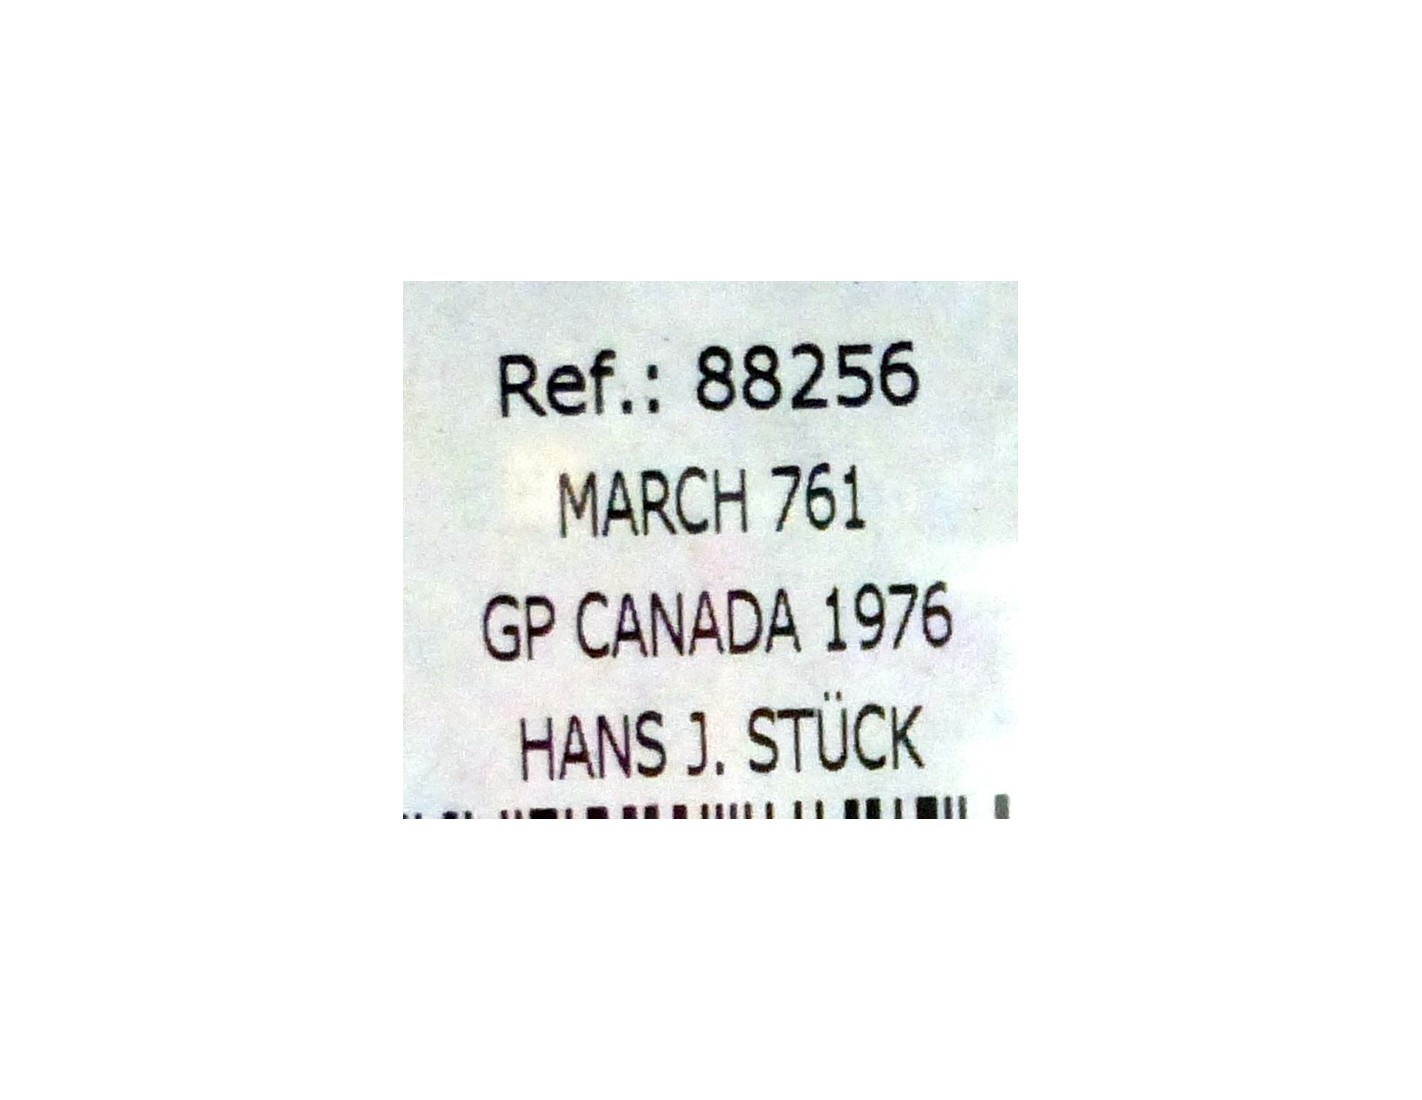 Ref.: 88256
MARCH 761
GP CANADA 1976
HANS J. STÜCK